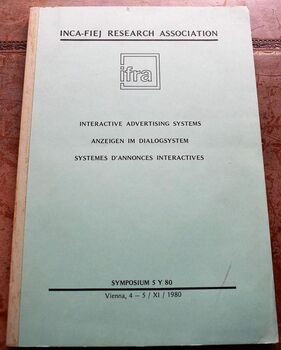 INCA-FIEJ RESEARCH ASSOCIATION
ifra
INTERACTIVE ADVERTISING SYSTEMS
ANZEIGEN IM DIALOGSYSTEM
SYSTEMES D'ANNONCES INTERACTIVES
SYMPOSIUM S Y 80
Vienna, 4 - 5 / XI / 1980